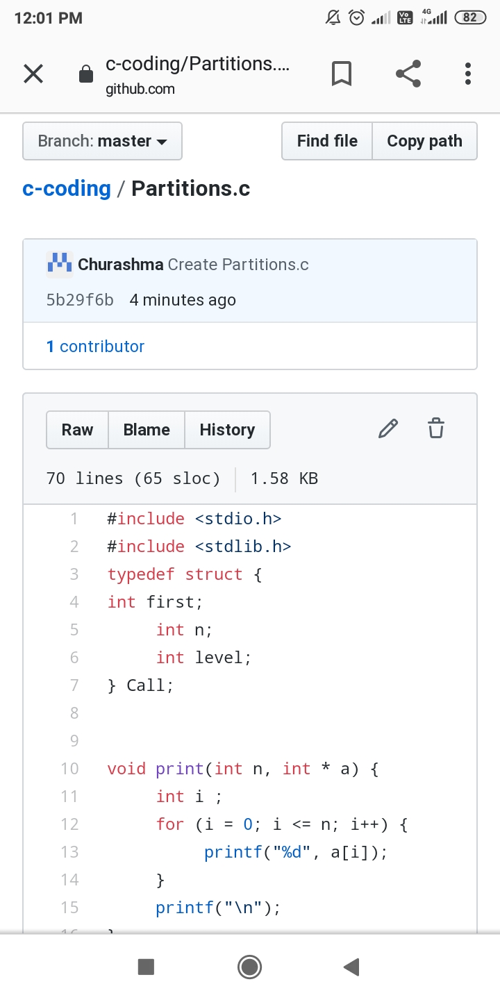 12:01 PM
Vo LTE 4G 82
c-coding/Partitions....
github.com
Branch: master
Find file Copy path
c-coding / Partitions.c
Churashma Create Partitions.c
5b29f6b 4 minutes ago
1 contributor
Raw Blame History
70 lines (65 sloc) 1.58 KB
1 #include <stdio.h>
2 #include <stdlib.h>
3 typedef struct {
4 int first;
5 int n;
6 int level;
7 } Call;
8
9
10 void print(int n, int * a) {
11 int i ;
12 for (i = 0; i <= n; i++) {
13 printf("%d", a[i]);
14 }
15 printf("\n");